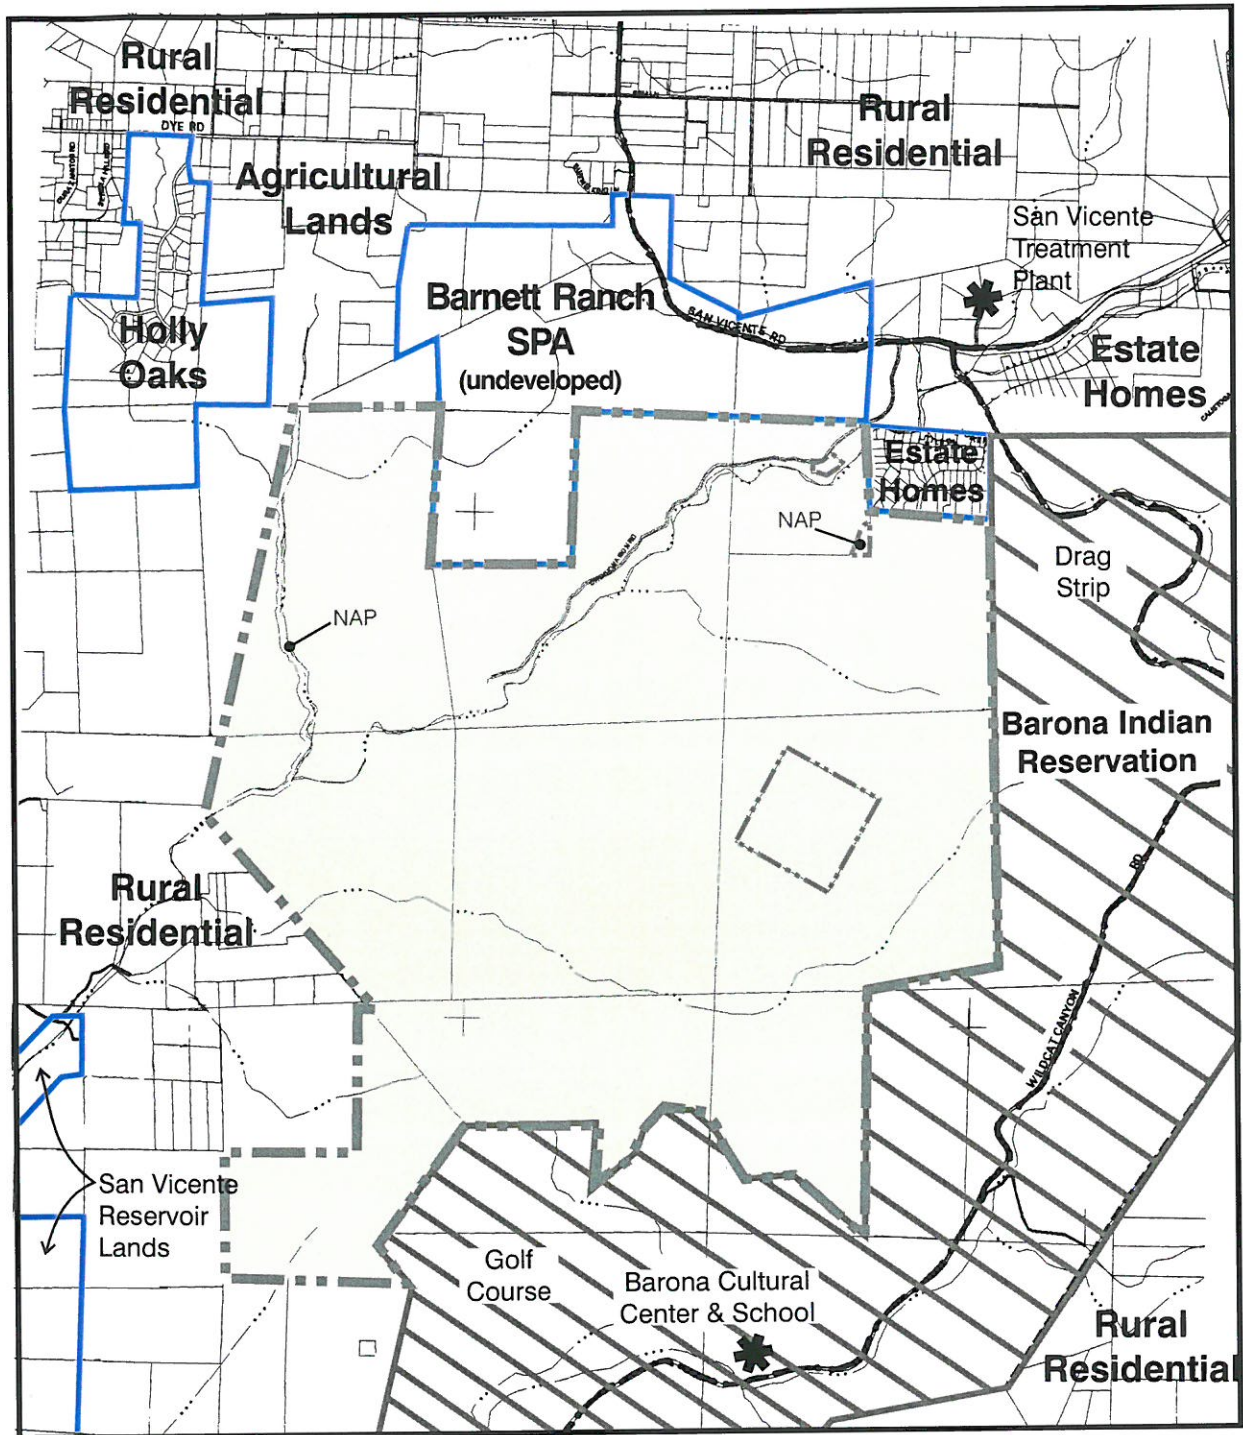 Rural
Residential
DYE RD
Rural
Residential
Agricultural
Lands
San Vicente
Treatment
Plant
Barnett Ranch
SPA
(undeveloped)
SAN VICENTE RD
Holly
Oaks
Estate
Homes
Estate
Homes
NAP
Drag
Strip
NAP
Barona Indian
Reservation
RD
Rural
Residential
WILDCAT CANYON
San Vicente
Reservoir
Lands
Golf
Course
Barona Cultural
Center & School
Rural
Residential